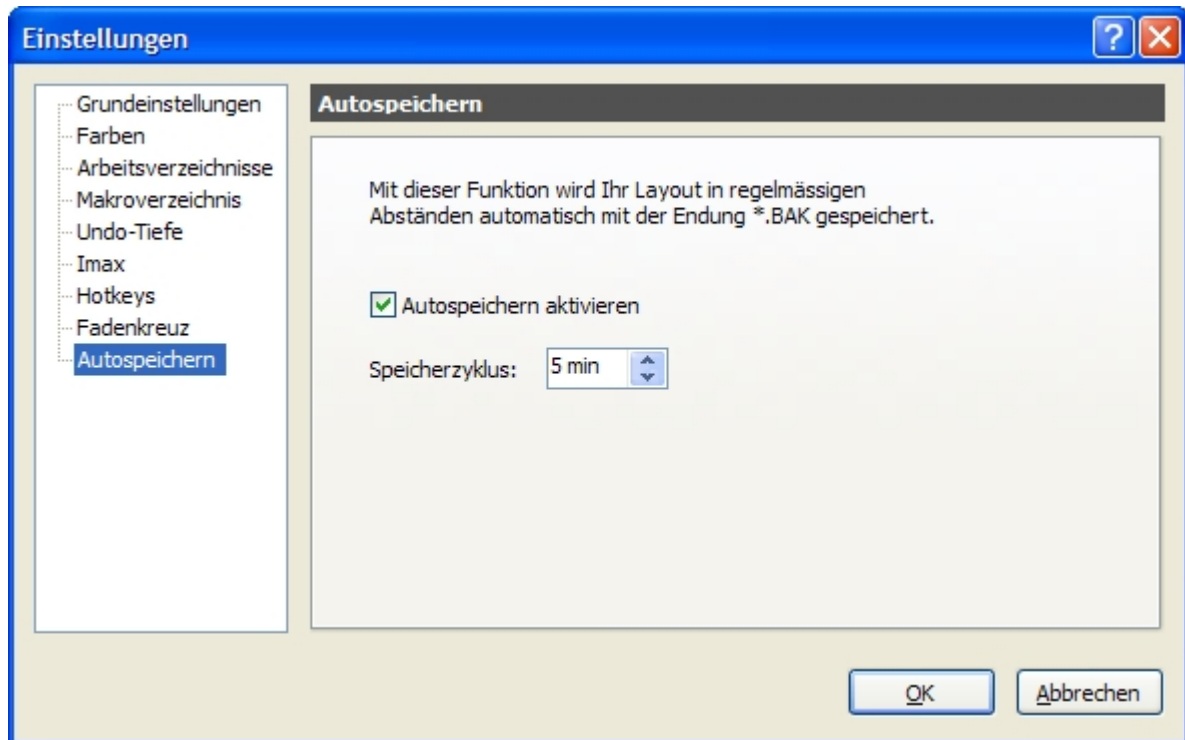 Einstellungen
Grundeinstellungen
Farben
Arbeitsverzeichnisse
Makroverzeichnis
Undo-Tiefe
Imax
Hotkeys
Fadenkreuz
Autospeichern
Autospeichern
Mit dieser Funktion wird Ihr Layout in regelmässigen
Abständen automatisch mit der Endung *.BAK gespeichert.
Autospeichern aktivieren
Speicherzyklus: 5 min
OK Abbrechen